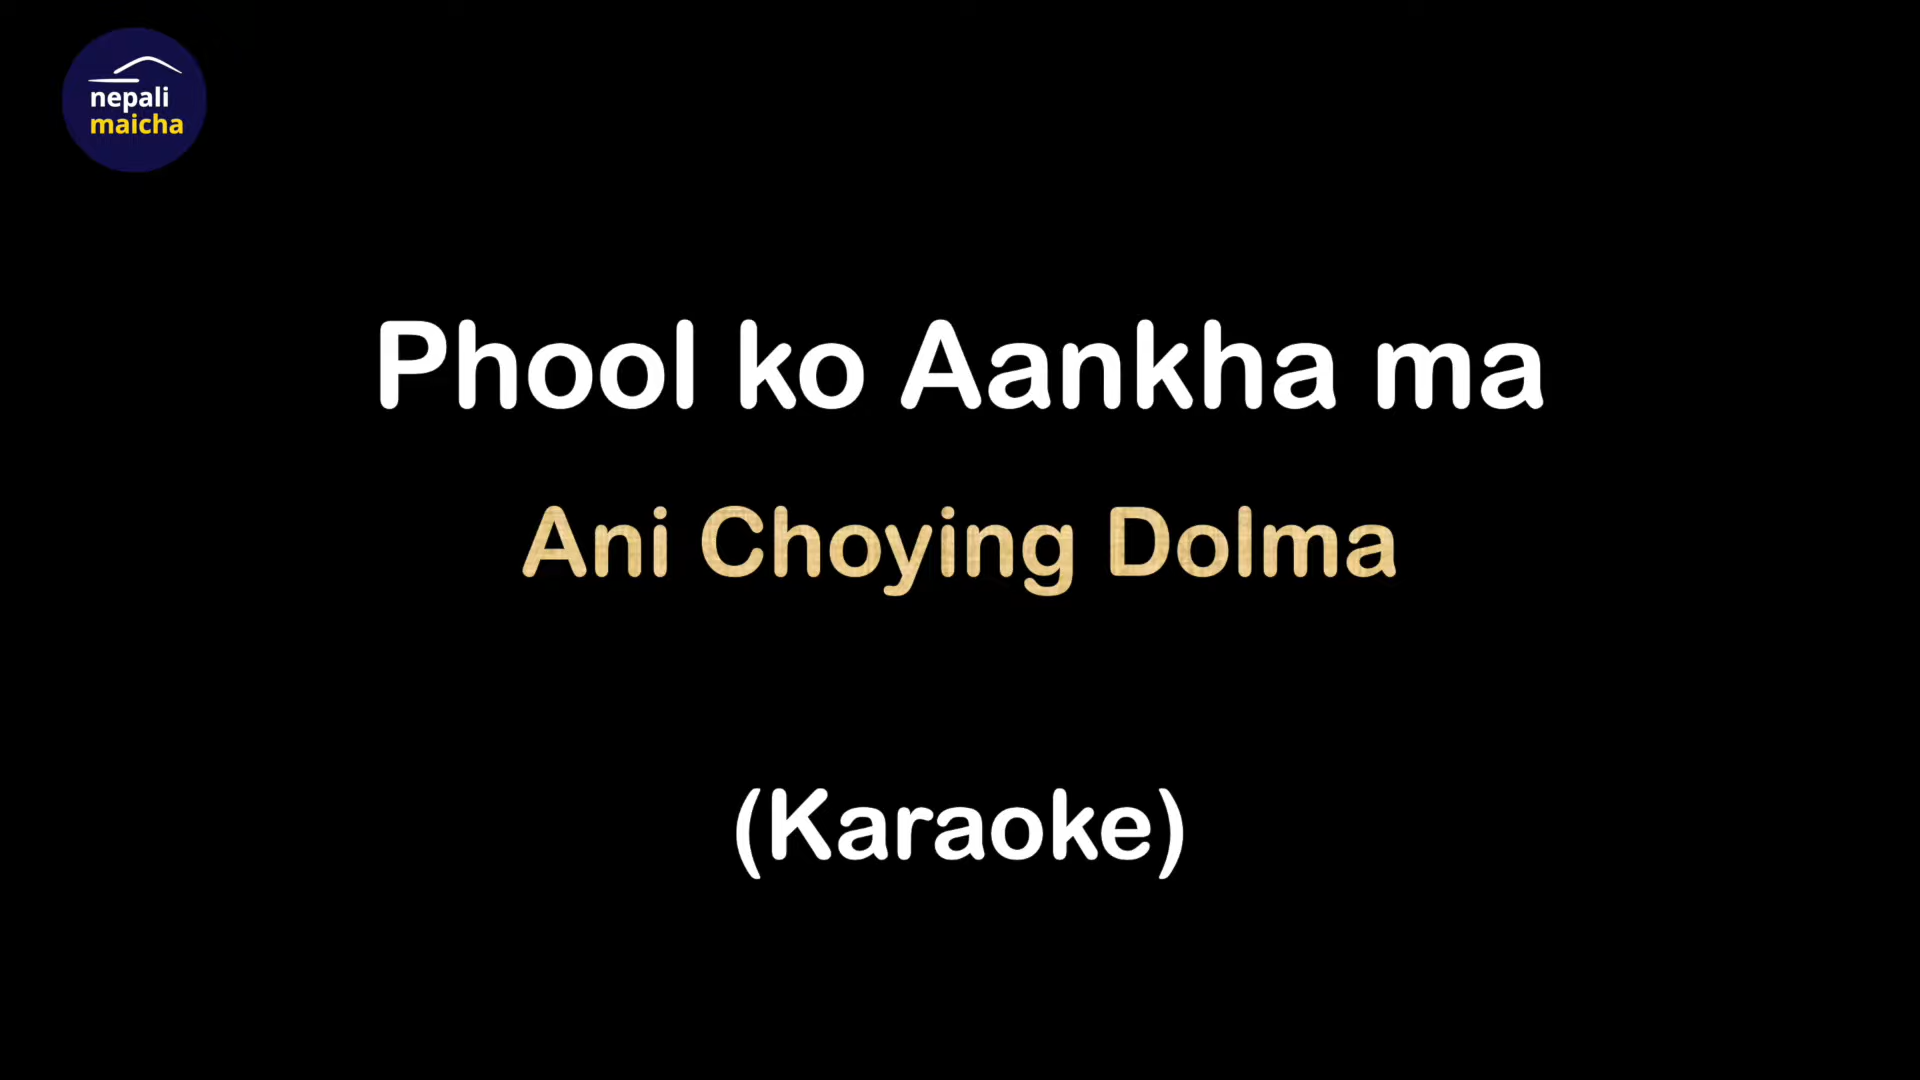 nepali
maicha
Phool ko Aankha ma
Ani Choying Dolma
(Karaoke)